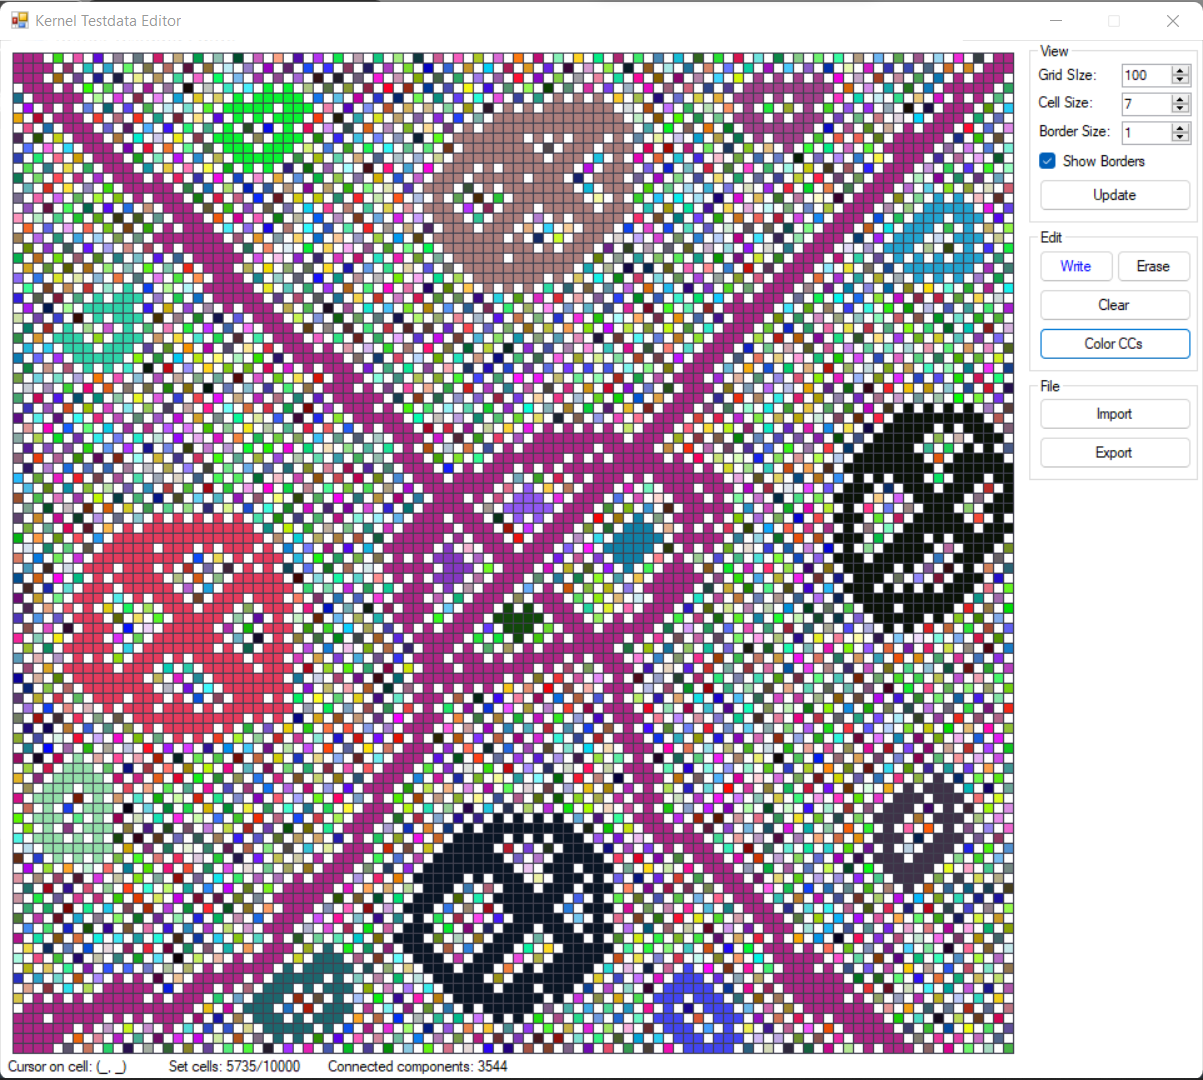 Kernel Testdata Editor
View
Grid SIze: 100
Cell Size: 7
Border Size: 1
Show Borders
Update
Edit
Write Erase
Clear
Color CCs
File
Import
Export
Cursor on cell: (_, _) Set cells: 5735/10000 Connected components: 3544